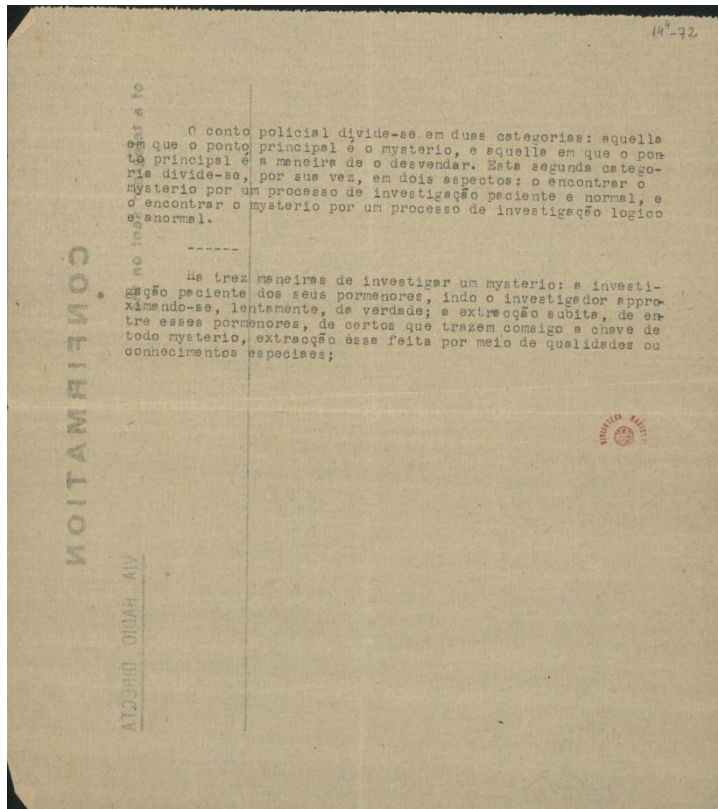 14⁴-72
O conto policial divide-se em duas categorias: aquella
em que o ponto principal é o mysterio, e aquella em que o pon-
to principal é a maneira de o desvendar. Esta segunda catego-
ria divide-se, por sua vez, em dois aspectos: o encontrar o
mysterio por um processo de investigação paciente e normal, e
o encontrar o mysterio por um processo de investigação logico
e anormal.
------
Ha trez maneiras de investigar um mysterio: a investi-
gação paciente dos seus pormenores, indo o investigador appro-
ximando-se, lentamente, da verdade; a extracção subita, de en-
tre esses pormenores, de certos que trazem comsigo a chave de
todo mysterio, extracção essa feita por meio de qualidades ou
conhecimentos especiaes;
BIBLIOTECA NACIONAL
CONFIRMATION
VIA RADIO DIRECTA